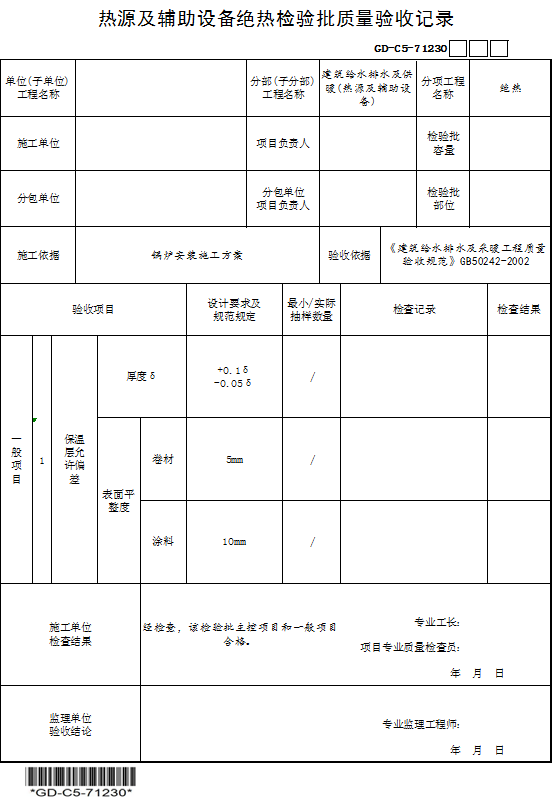 热源及辅助设备绝热检验批质量验收记录
GD-C5-71230
单位(子单位)
工程名称
分部(子分部)
工程名称
建筑给水排水及供
暖(热源及辅助设
备)
分项工程
名称
绝热
施工单位
项目负责人
检验批
容量
分包单位
分包单位
项目负责人
检验批
部位
施工依据
锅炉安装施工方案
验收依据
《建筑给水排水及采暖工程质量
验收规范》GB50242-2002
验收项目
设计要求及
规范规定
最小/实际
抽样数量
检查记录
检查结果
一
般
项
目
1
保温
层允
许偏
差
厚度δ
+0.1δ
-0.05δ
/
表面平
整度
卷材
5mm
/
涂料
10mm
/
施工单位
检查结果
经检查，该检验批主控项目和一般项目
合格。
专业工长:
项目专业质量检查员:
年 月 日
监理单位
验收结论
专业监理工程师:
年 月 日
*GD-C5-71230*